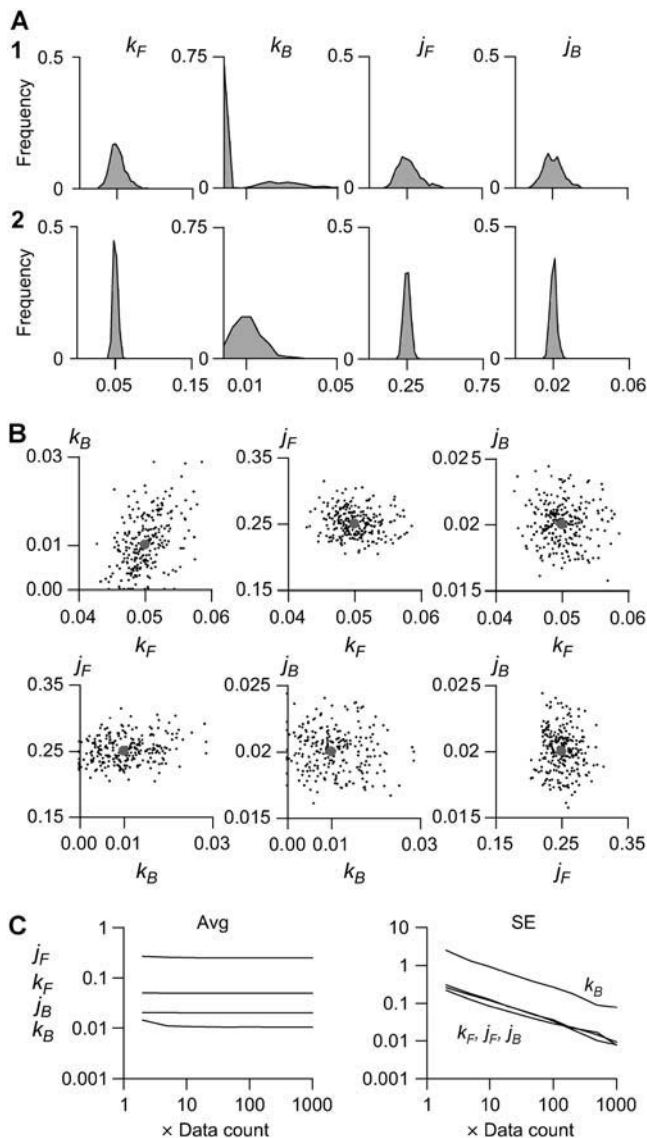 A
1
k_F k_B j_F j_B
Frequency
0.5 0.75 0.5 0.5
0 0 0 0
2
Frequency
0.5 0.75 0.5 0.5
0 0 0 0
0.05 0.15 0.01 0.05 0.25 0.75 0.02 0.06
B
k_B j_F j_B
0.03 0.35 0.025
0.01 0.25 0.02
0.00 0.15 0.015
0.04 0.05 0.06 0.04 0.05 0.06 0.04 0.05 0.06
k_F k_F k_F
j_F j_B j_B
0.35 0.025 0.025
0.25 0.02 0.02
0.15 0.015 0.015
0.00 0.01 0.03 0.00 0.01 0.03 0.15 0.25 0.35
k_B k_B j_F
C
Avg SE
1 10
j_F 0.1 1
k_F k_B
j_B 0.01 0.1
k_B 0.01
k_F, j_F, j_B
0.001 0.001
1 10 100 1000 1 10 100 1000
× Data count × Data count